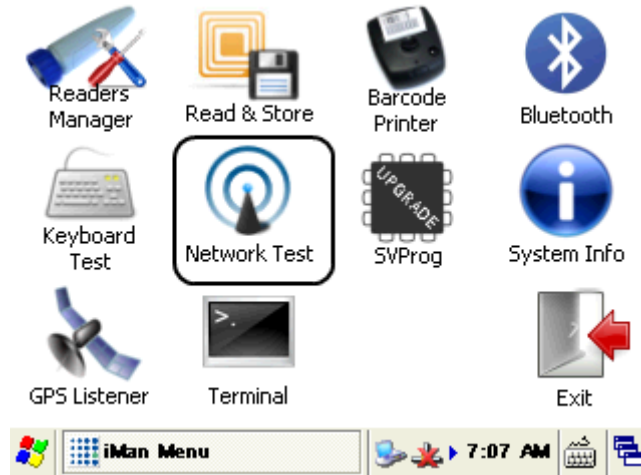 Readers
Manager
Read & Store
Barcode
Printer
Bluetooth
Keyboard
Test
Network Test
UPGRADE
SVProg
System Info
GPS Listener
>.
Terminal
Exit
iMan Menu
7:07 AM